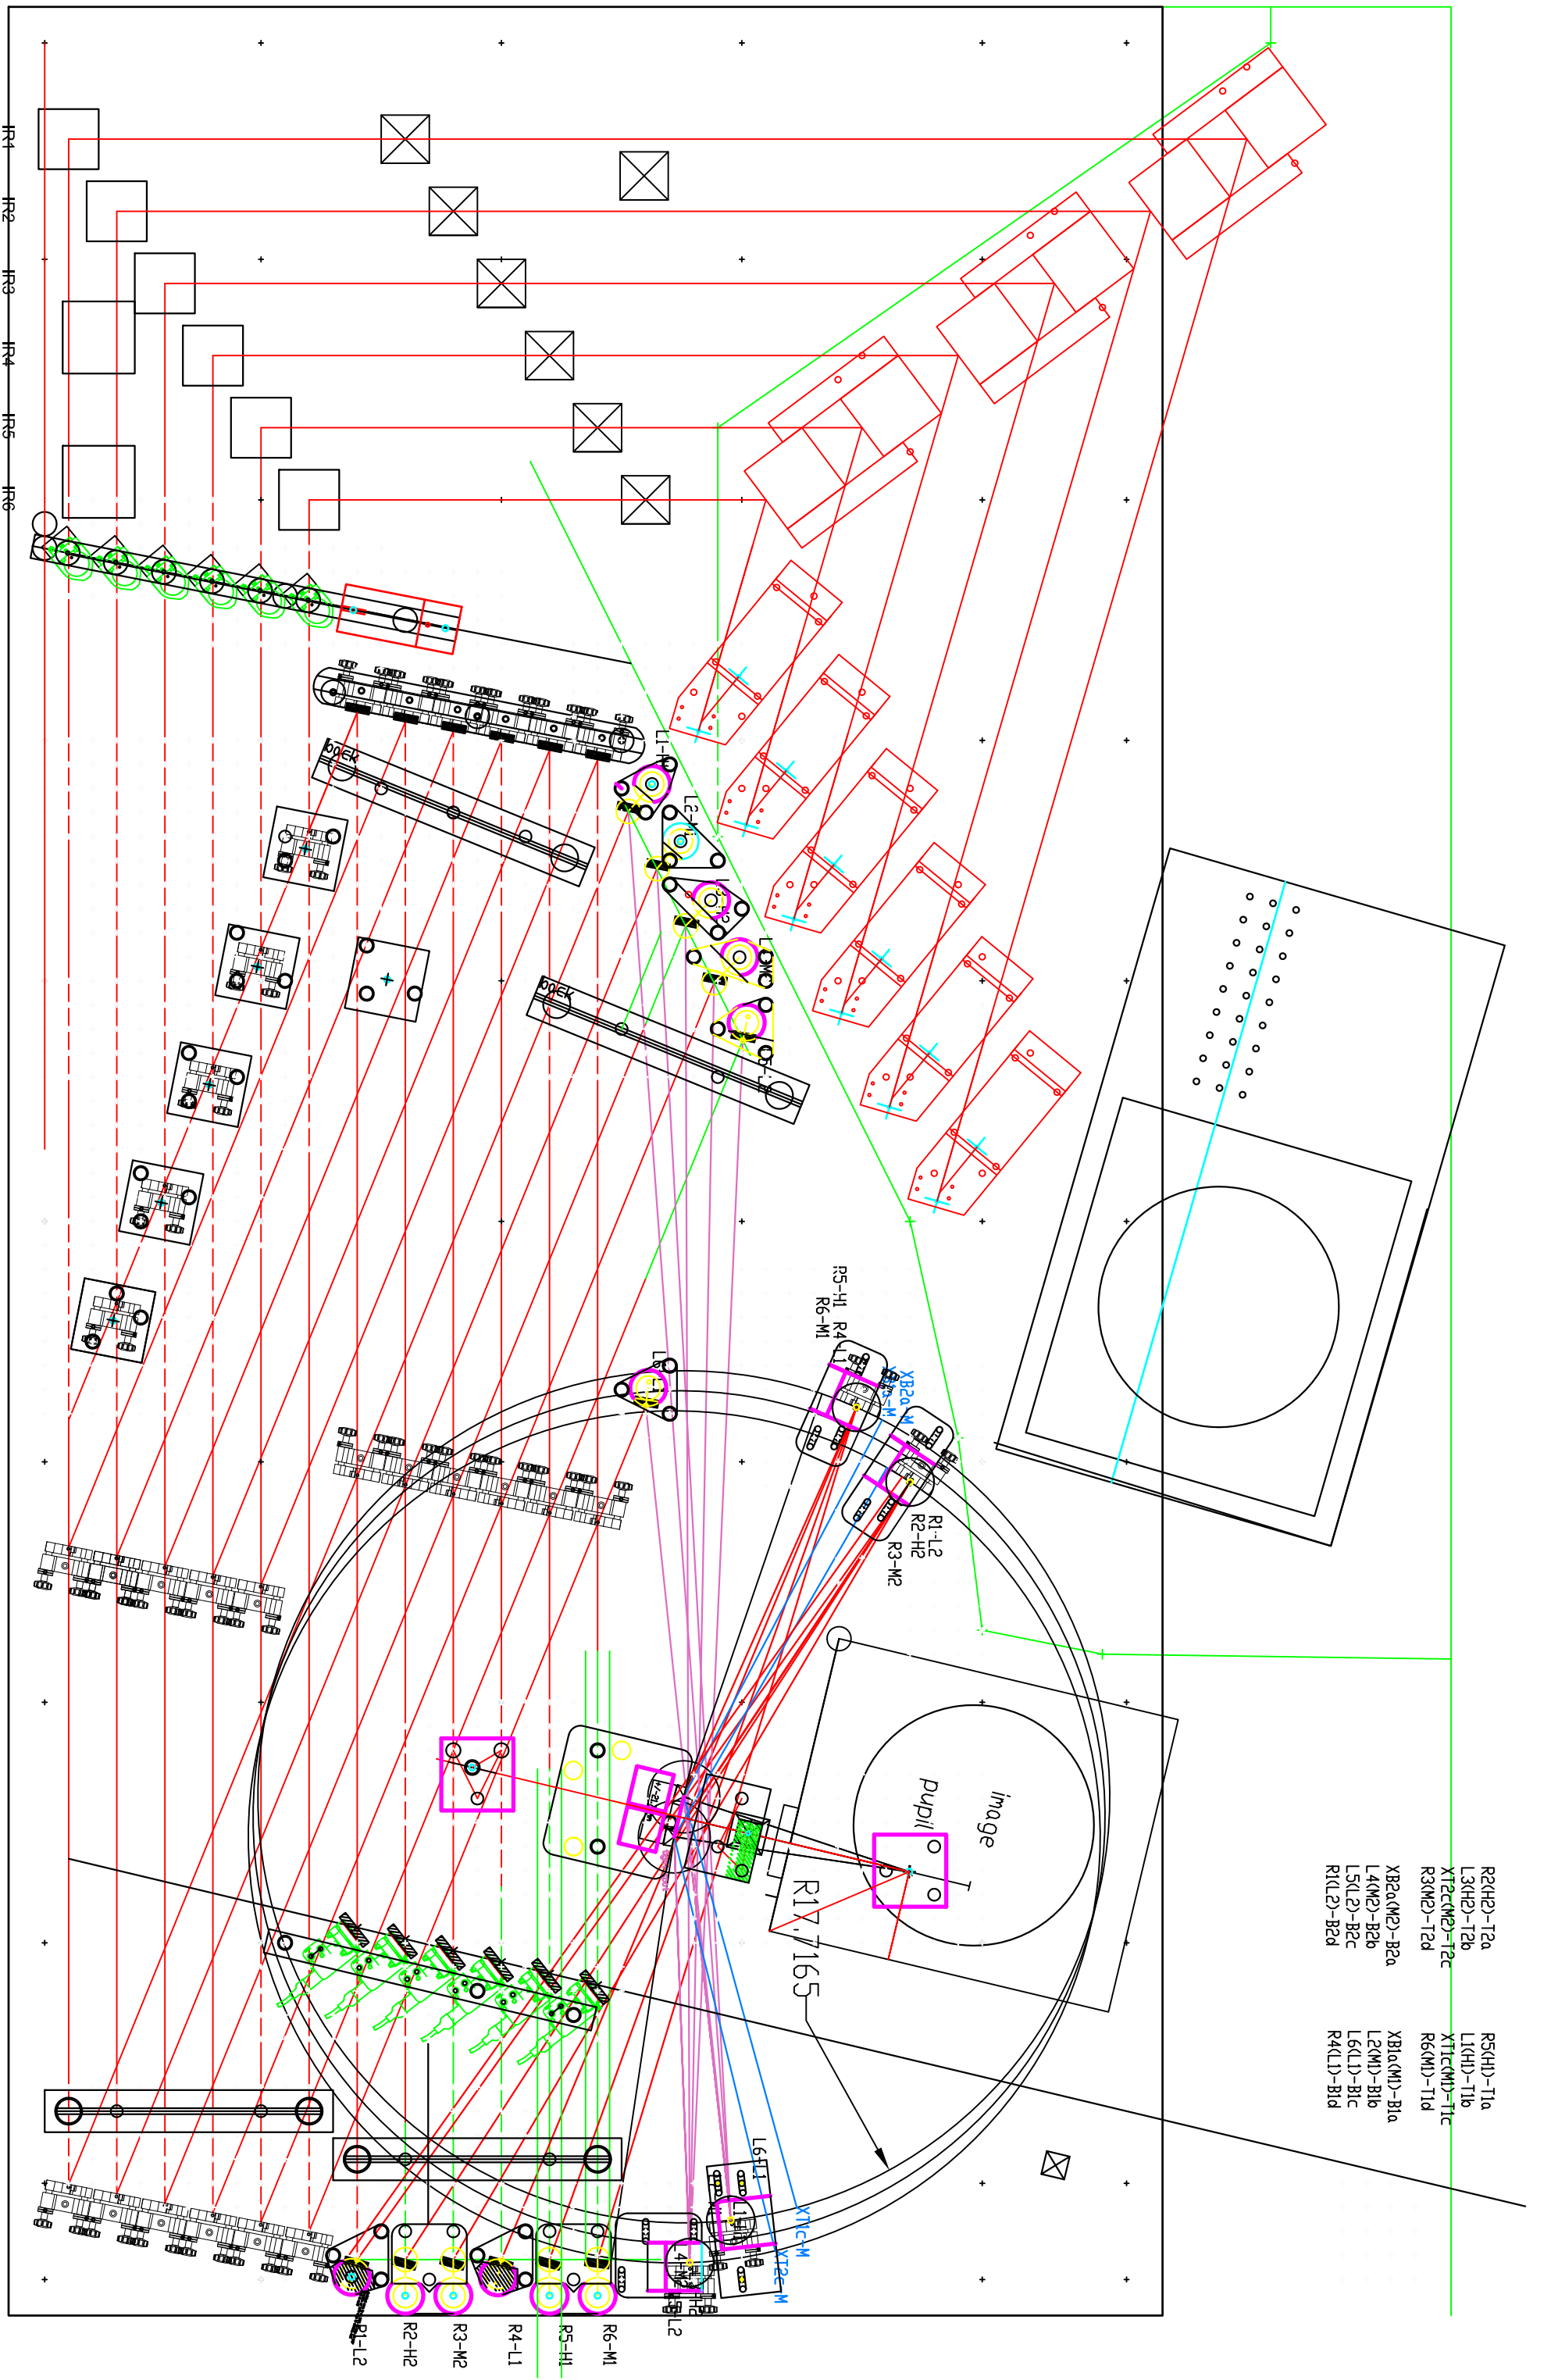 IR1
IR2
IR3
IR4
IR5
IR6
back
back
R5-H1 R4-L1
R6-M1
XB2a-M
R1-L2
R2-H2
R3-M2
image
pupil
R17,7165
R2(H2)-T2a
L3(H2)-T2b
XT2c(M2)-T2c
R3(M2)-T2d
XB2a(M2)-B2a
L4(M2)-B2b
L5(L2)-B2c
R1(L2)-B2d
R5(H1)-T1a
L1(H1)-T1b
XT1c(M1)-T1c
R6(M1)-T1d
XB1a(M1)-B1a
L2(M1)-B1b
L6(L1)-B1c
R4(L1)-B1d
L6-L1
XT1c-M
XT2c-M
R1-L2
R2-H2
R3-M2
R4-L1
R5-H1
R6-M1